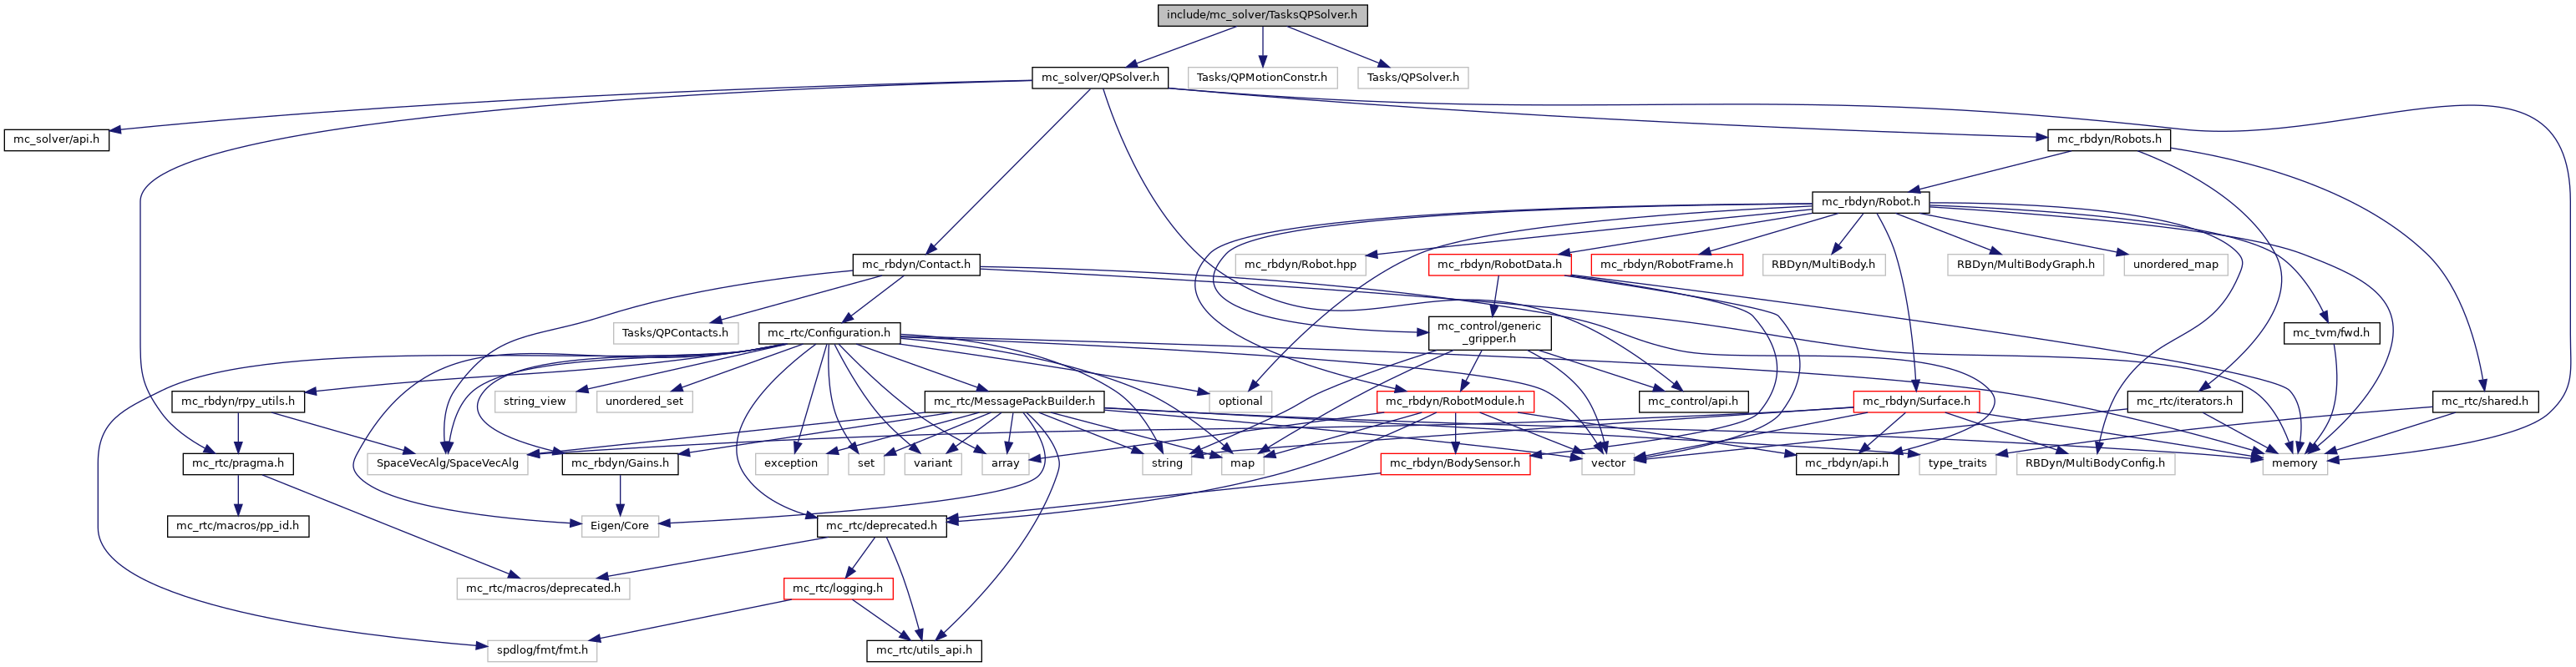 include/mc_solver/TasksQPSolver.h
mc_solver/QPSolver.h
Tasks/QPMotionConstr.h
Tasks/QPSolver.h
mc_solver/api.h
mc_rbdyn/Robots.h
mc_rbdyn/Robot.h
mc_rbdyn/Contact.h
mc_rbdyn/Robot.hpp
mc_rbdyn/RobotData.h
mc_rbdyn/RobotFrame.h
RBDyn/MultiBody.h
RBDyn/MultiBodyGraph.h
unordered_map
Tasks/QPContacts.h
mc_rtc/Configuration.h
mc_control/generic
_gripper.h
mc_tvm/fwd.h
mc_rbdyn/rpy_utils.h
string_view
unordered_set
mc_rtc/MessagePackBuilder.h
optional
mc_rbdyn/RobotModule.h
mc_control/api.h
mc_rbdyn/Surface.h
mc_rtc/iterators.h
mc_rtc/shared.h
mc_rtc/pragma.h
SpaceVecAlg/SpaceVecAlg
mc_rbdyn/Gains.h
exception
set
variant
array
string
map
mc_rbdyn/BodySensor.h
vector
mc_rbdyn/api.h
type_traits
RBDyn/MultiBodyConfig.h
memory
mc_rtc/macros/pp_id.h
Eigen/Core
mc_rtc/deprecated.h
mc_rtc/macros/deprecated.h
mc_rtc/logging.h
spdlog/fmt/fmt.h
mc_rtc/utils_api.h